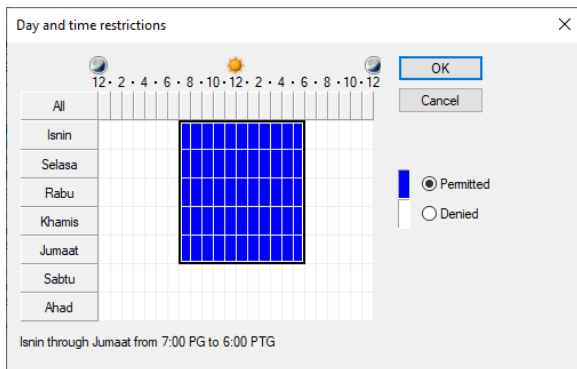 Day and time restrictions
12 • 2 • 4 • 6 • 8 • 10 • 12 • 2 • 4 • 6 • 8 • 10 • 12
OK
Cancel
All
Isnin
Selasa
Rabu
Khamis
Jumaat
Sabtu
Ahad
Permitted
Denied
Isnin through Jumaat from 7:00 PG to 6:00 PTG